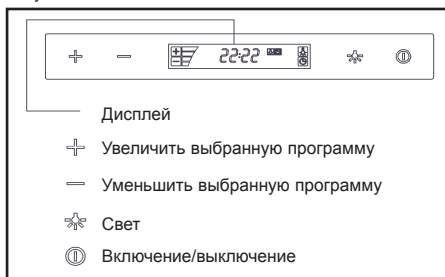 22:22
Дисплей
Увеличить выбранную программу
Уменьшить выбранную программу
Свет
Включение/выключение